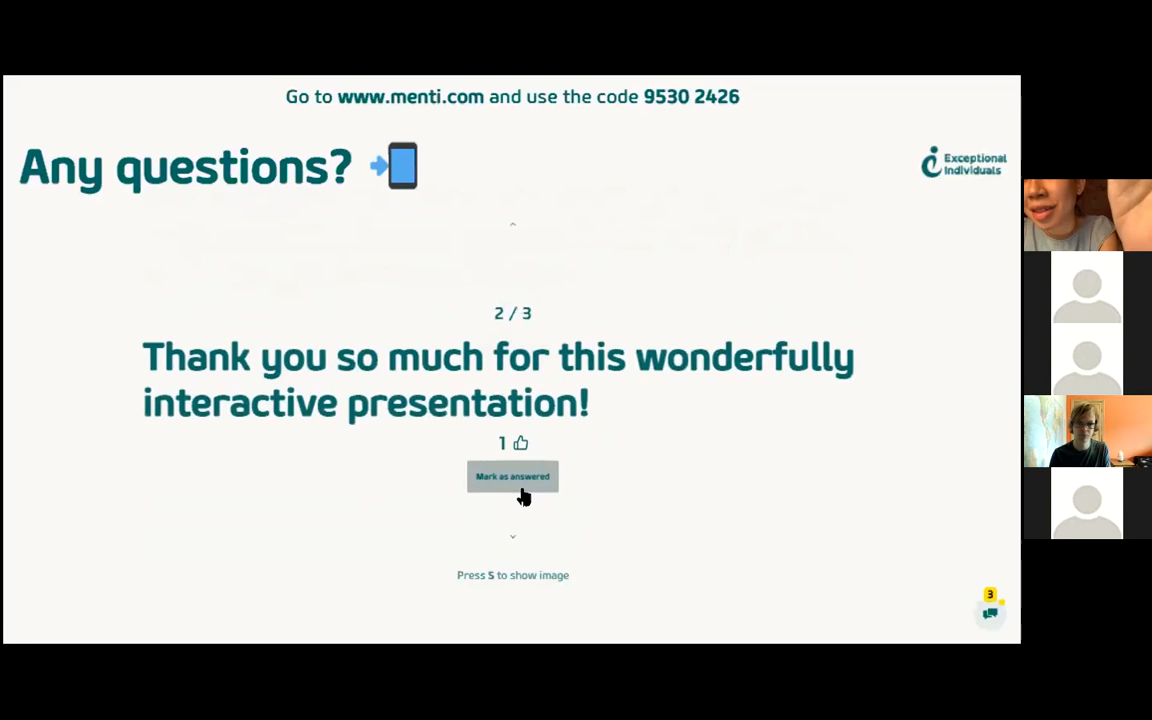 Go to www.menti.com and use the code 9530 2426
Any questions?
Exceptional
Individuals
2 / 3
Thank you so much for this wonderfully
interactive presentation!
1
Mark as answered
Press S to show image
3